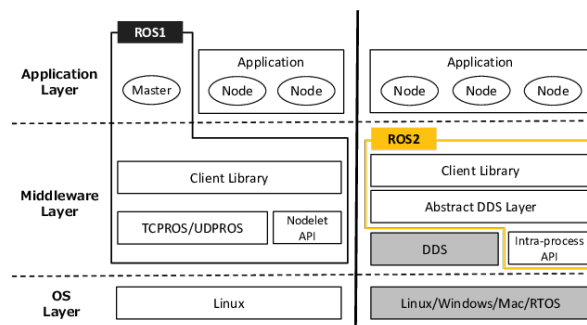 ROS1
Application
Layer
Master
Application
Node
Node
Application
Node
Node
Node
Middleware
Layer
Client Library
TCPROS/UDPROS
Nodelet
API
ROS2
Client Library
Abstract DDS Layer
DDS
Intra-process
API
OS
Layer
Linux
Linux/Windows/Mac/RTOS